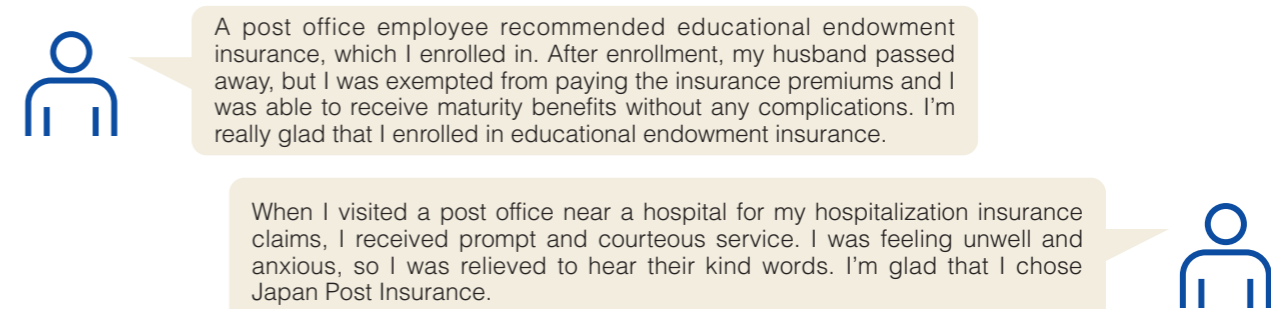 A post office employee recommended educational endowment
insurance, which I enrolled in. After enrollment, my husband passed
away, but I was exempted from paying the insurance premiums and I
was able to receive maturity benefits without any complications. I'm
really glad that I enrolled in educational endowment insurance.
When I visited a post office near a hospital for my hospitalization insurance
claims, I received prompt and courteous service. I was feeling unwell and
anxious, so I was relieved to hear their kind words. I'm glad that I chose
Japan Post Insurance.